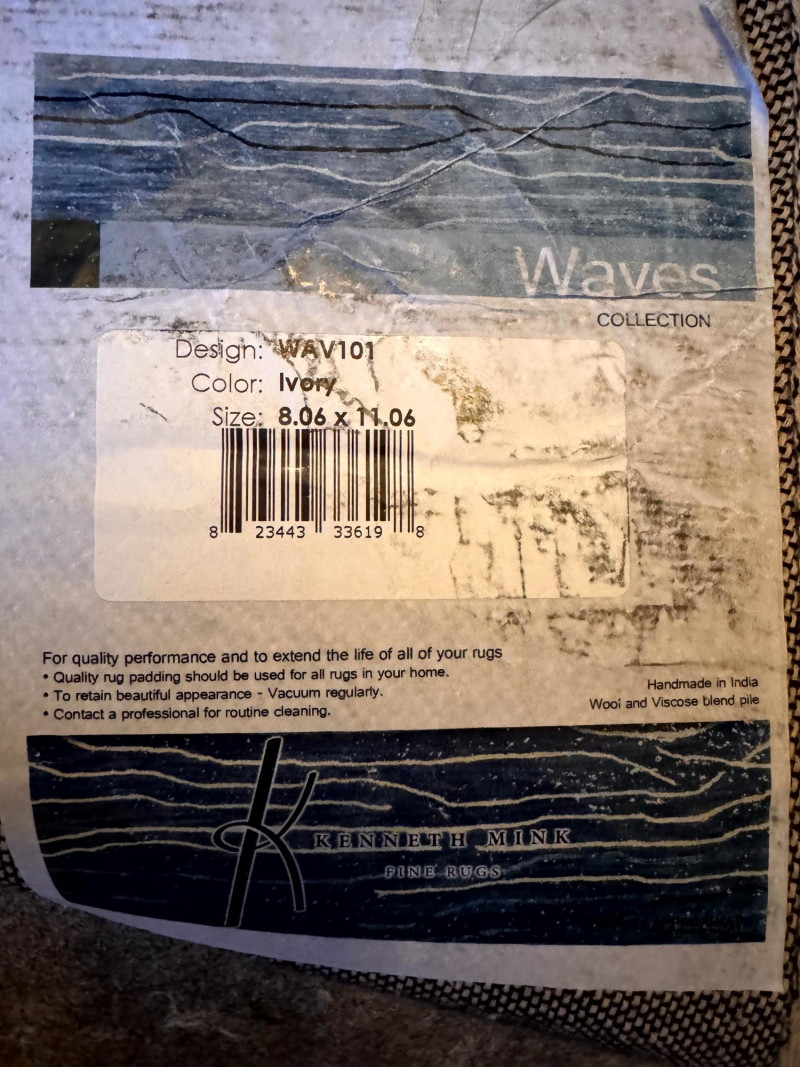 Waves
COLLECTION
Design: WAV101
Color: Ivory
Size: 8.06 x 11.06
8 23443 33619 8
For quality performance and to extend the life of all of your rugs
• Quality rug padding should be used for all rugs in your home.
• To retain beautiful appearance - Vacuum regularly.
• Contact a professional for routine cleaning.
Handmade in India
Wool and Viscose blend pile
K
KENNETH MINK
FINE RUGS